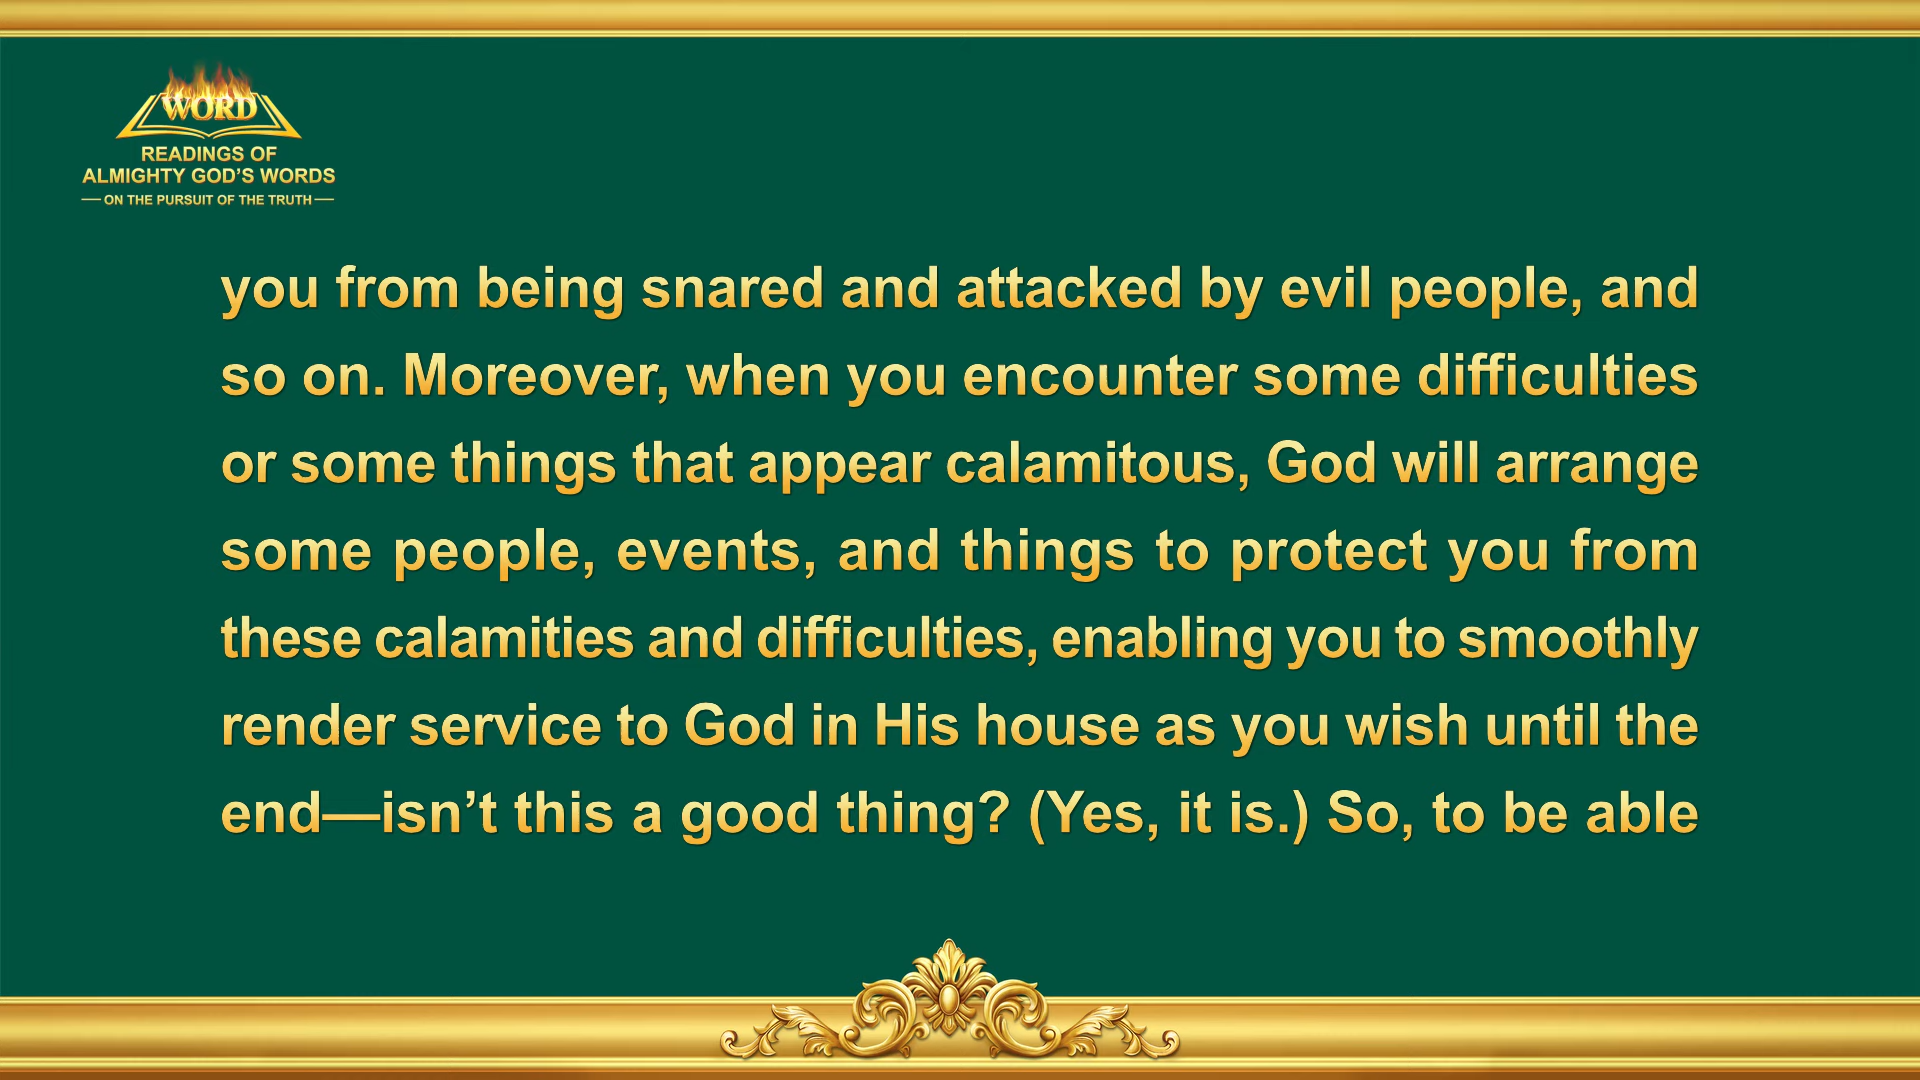 WORD
READINGS OF
ALMIGHTY GOD’S WORDS
— ON THE PURSUIT OF THE TRUTH —
you from being snared and attacked by evil people, and
so on. Moreover, when you encounter some difficulties
or some things that appear calamitous, God will arrange
some people, events, and things to protect you from
these calamities and difficulties, enabling you to smoothly
render service to God in His house as you wish until the
end—isn’t this a good thing? (Yes, it is.) So, to be able